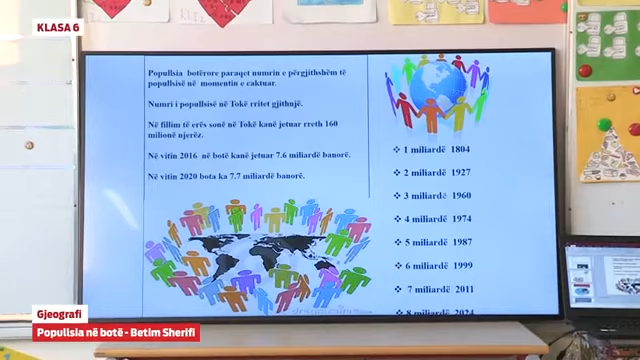 KLASA 6
Popullsia botërore paraqet numrin e përgjithshëm të
popullsisë në momentin e caktuar.
Numri i popullsisë në Tokë rritet gjithnjë.
Në fillim të erës sonë në Tokë kanë jetuar rreth 160
milionë njerëz.
Në vitin 2016 në botë kanë jetuar 7.6 miliardë banorë.
Në vitin 2020 bota ka 7.7 miliardë banorë.
❖ 1 miliardë 1804
❖ 2 miliardë 1927
❖ 3 miliardë 1960
❖ 4 miliardë 1974
❖ 5 miliardë 1987
❖ 6 miliardë 1999
❖ 7 miliardë 2011
❖ 8 miliardë 2024
Gjeografi
Popullsia në botë - Betim Sherifi